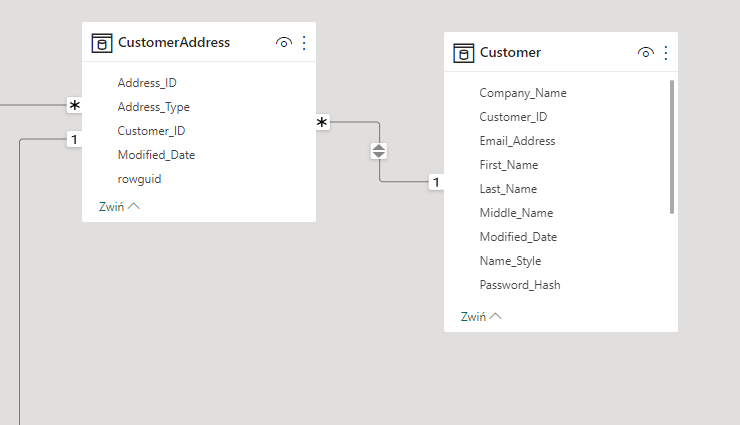 CustomerAddress
Address_ID
Address_Type
Customer_ID
Modified_Date
rowguid
Zwiń
*
1
*
1
Customer
Company_Name
Customer_ID
Email_Address
First_Name
Last_Name
Middle_Name
Modified_Date
Name_Style
Password_Hash
Zwiń